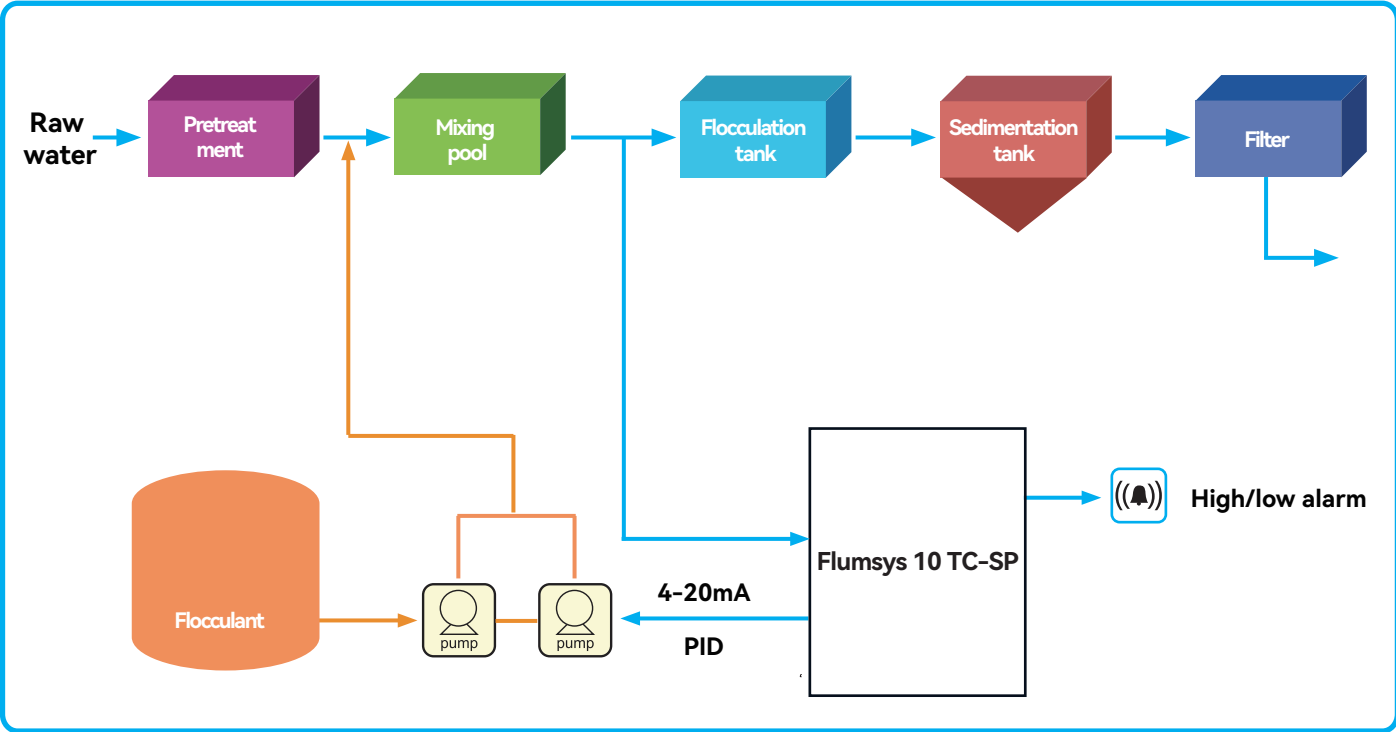 Raw
water
Pretreat
ment
Mixing
pool
Flocculation
tank
Sedimentation
tank
Filter
Flocculant
pump
pump
4-20mA
PID
Flumsys 10 TC-SP
High/low alarm